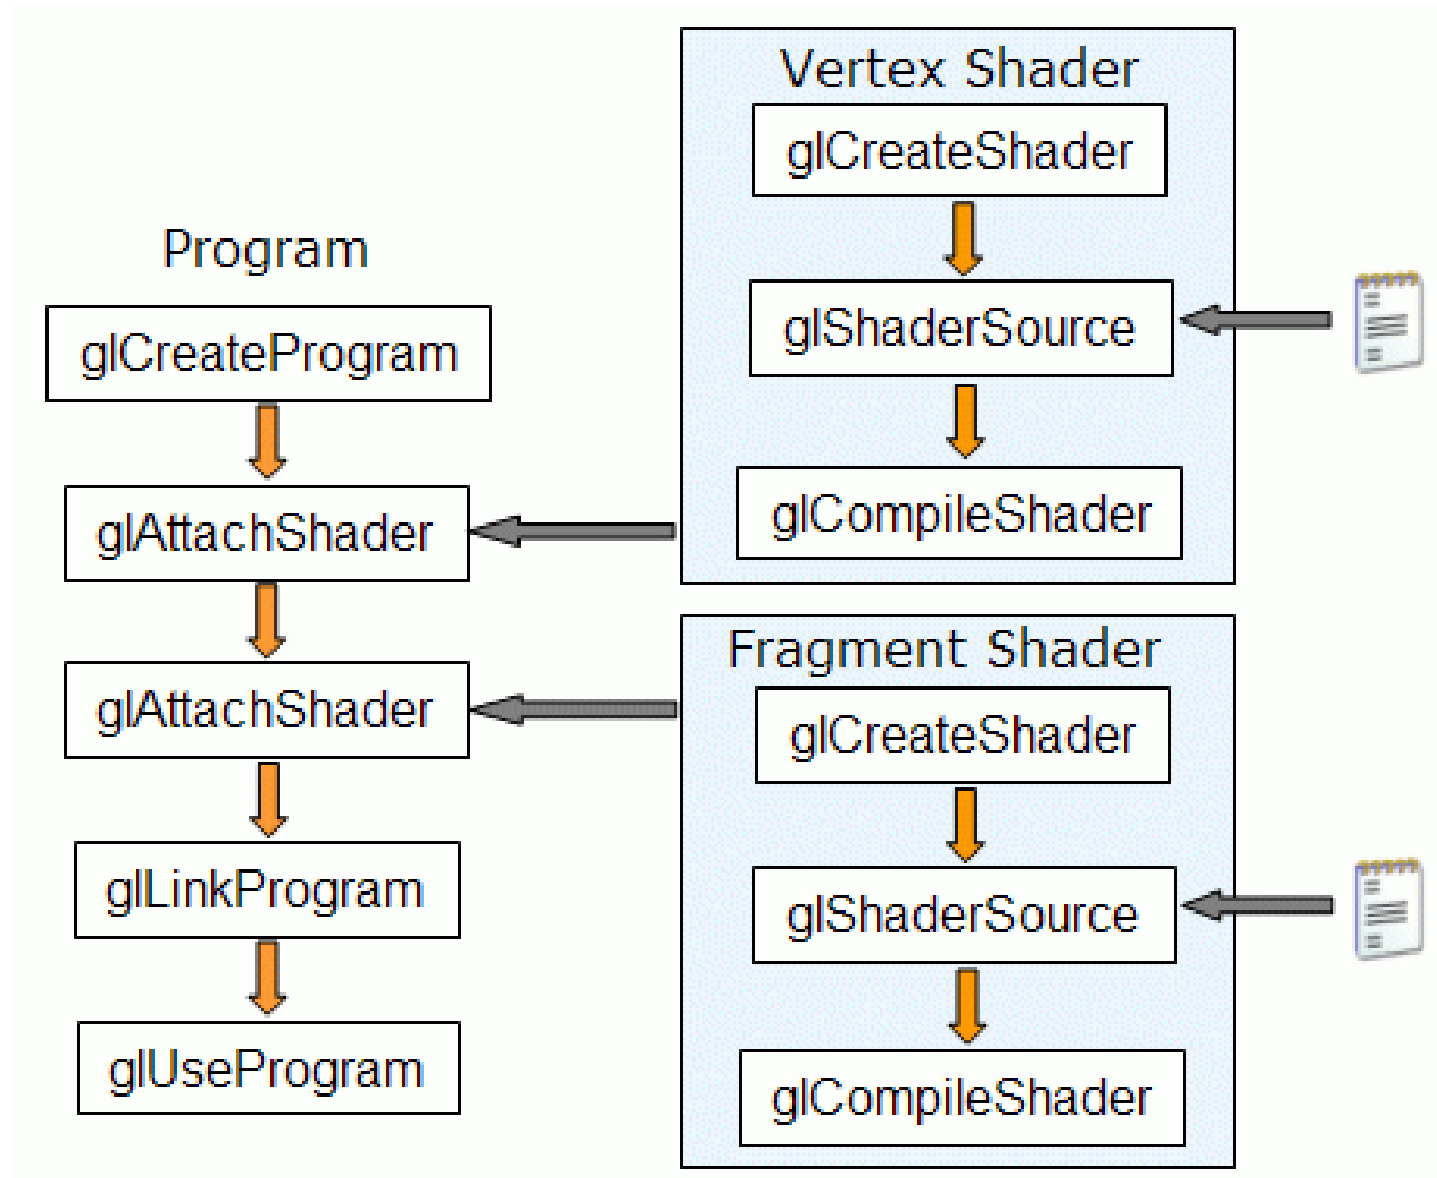 Program
glCreateProgram
glAttachShader
glAttachShader
glLinkProgram
glUseProgram
Vertex Shader
glCreateShader
glShaderSource
glCompileShader
Fragment Shader
glCreateShader
glShaderSource
glCompileShader